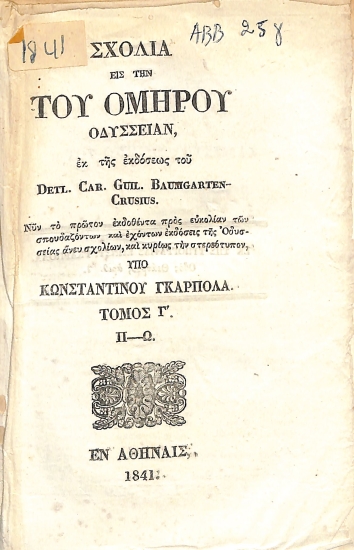 1841
ΑΒΒ 25 γ
ΣΧΟΛΙΑ
ΕΙΣ ΤΗΝ
ΤΟΥ ΟΜΗΡΟΥ
ΟΔΥΣΣΕΙΑΝ,
ἐκ τῆς ἐκδόσεως τοῦ
DETL. CAR. GUIL. BAUMGARTEN-
CRUSIUS.
Νῦν τὸ πρῶτον ἐκδοθέντα πρὸς εὐκολίαν τῶν
σπουδαζόντων καὶ ἐχόντων ἐκδόσεις τῆς Ὀδυσ-
σείας ἄνευ σχολίων, καὶ κυρίως τὴν στερεότυπον,
ΥΠΟ
ΚΩΝΣΤΑΝΤΙΝΟΥ ΓΚΑΡΠΟΛΑ.
ΤΟΜΟΣ Γ΄.
Π—Ω.
ΕΝ ΑΘΗΝΑΙΣ,
1841.